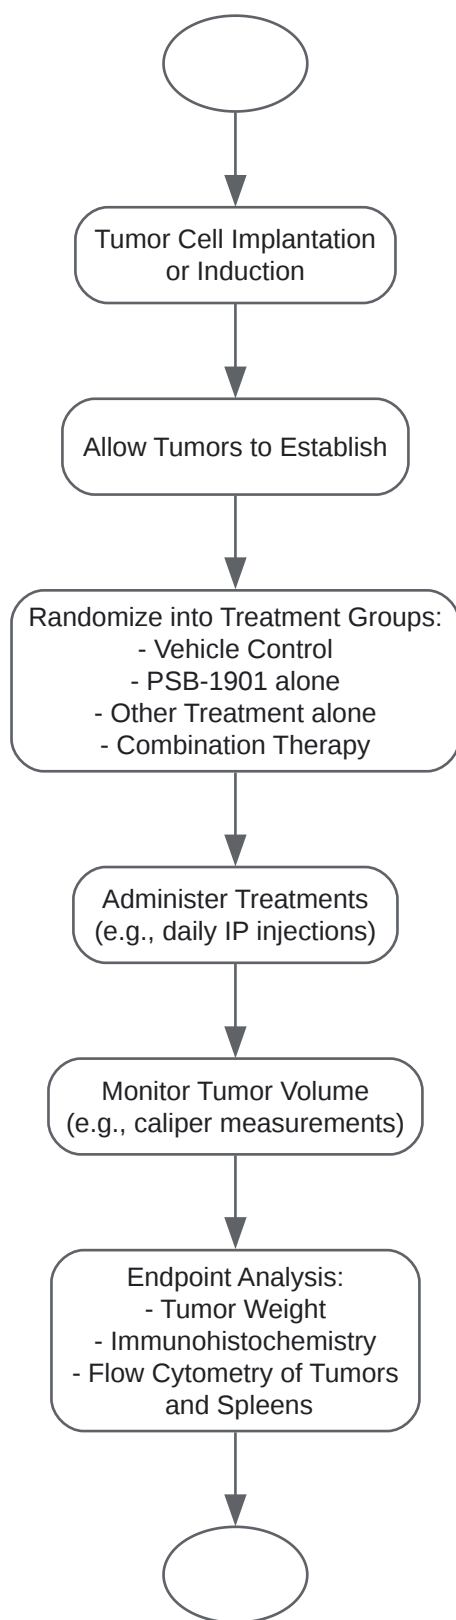 Tumor Cell Implantation
or Induction
Allow Tumors to Establish
Randomize into Treatment Groups:
- Vehicle Control
- PSB-1901 alone
- Other Treatment alone
- Combination Therapy
Administer Treatments
(e.g., daily IP injections)
Monitor Tumor Volume
(e.g., caliper measurements)
Endpoint Analysis:
- Tumor Weight
- Immunohistochemistry
- Flow Cytometry of Tumors
and Spleens